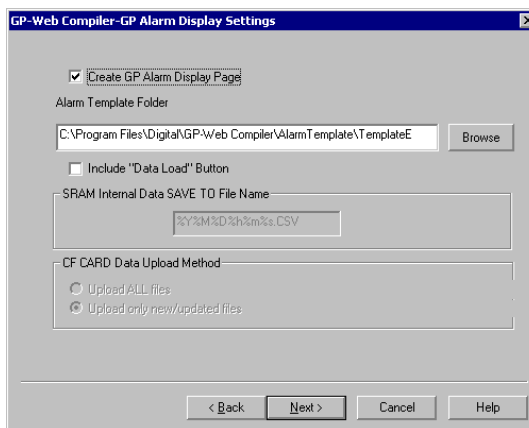 GP-Web Compiler-GP Alarm Display Settings
Create GP Alarm Display Page
Alarm Template Folder
C:\Program Files\Digital\GP-Web Compiler\AlarmTemplate\TemplateE
Browse
Include "Data Load" Button
SRAM Internal Data SAVE TO File Name
%Y%M%D%h%m%s.CSV
CF CARD Data Upload Method
Upload ALL files
Upload only new/updated files
< Back
Next >
Cancel
Help